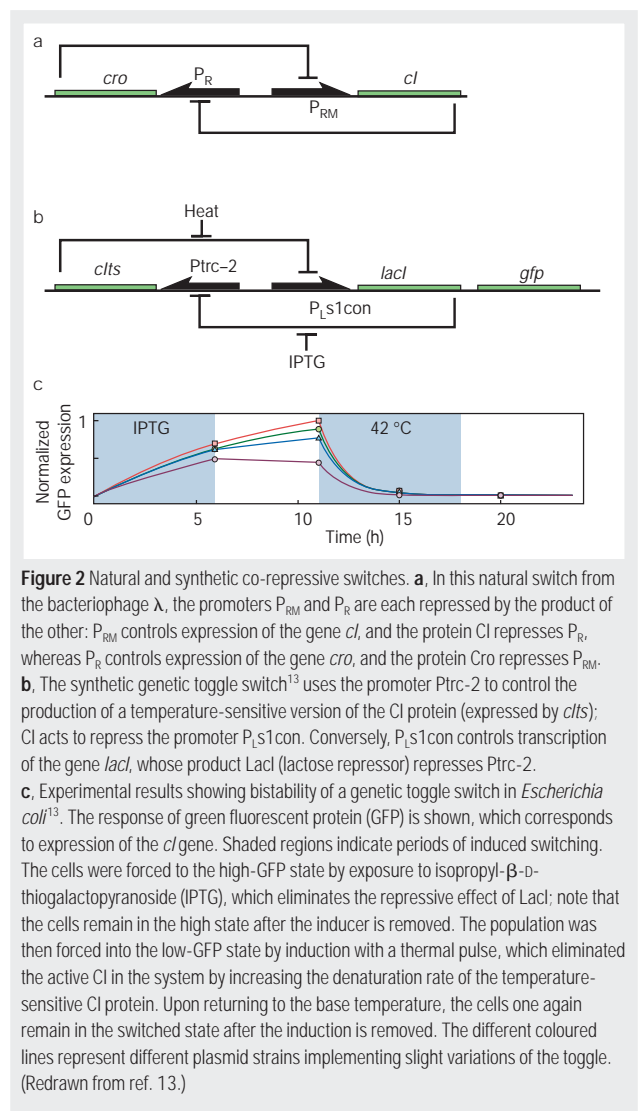 a
cro
PR
PRM
cI
b
Heat
cIts
Ptrc–2
PLs1con
lacI
gfp
IPTG
c
Normalized
GFP expression
1
IPTG
42 °C
0
5
10
15
20
Time (h)
Figure 2 Natural and synthetic co-repressive switches. a, In this natural switch from
the bacteriophage λ, the promoters PRM and PR are each repressed by the product of
the other: PRM controls expression of the gene cI, and the protein CI represses PR,
whereas PR controls expression of the gene cro, and the protein Cro represses PRM.
b, The synthetic genetic toggle switch13 uses the promoter Ptrc-2 to control the
production of a temperature-sensitive version of the CI protein (expressed by cIts);
CI acts to repress the promoter PLs1con. Conversely, PLs1con controls transcription
of the gene lacI, whose product LacI (lactose repressor) represses Ptrc-2.
c, Experimental results showing bistability of a genetic toggle switch in Escherichia
coli13. The response of green fluorescent protein (GFP) is shown, which corresponds
to expression of the cI gene. Shaded regions indicate periods of induced switching.
The cells were forced to the high-GFP state by exposure to isopropyl-β-D-
thiogalactopyranoside (IPTG), which eliminates the repressive effect of LacI; note that
the cells remain in the high state after the inducer is removed. The population was
then forced into the low-GFP state by induction with a thermal pulse, which eliminated
the active CI in the system by increasing the denaturation rate of the temperature-
sensitive CI protein. Upon returning to the base temperature, the cells one again
remain in the switched state after the induction is removed. The different coloured
lines represent different plasmid strains implementing slight variations of the toggle.
(Redrawn from ref. 13.)